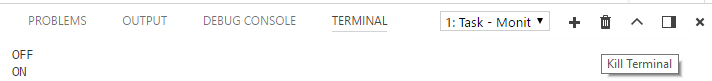 PROBLEMS OUTPUT DEBUG CONSOLE TERMINAL 1: Task - Monit
OFF
Kill Terminal
ON